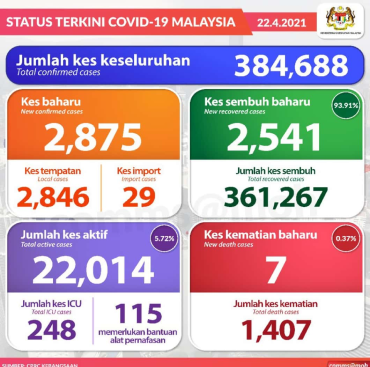 STATUS TERKINI COVID-19 MALAYSIA
22.4.2021
Jumlah kes keseluruhan
Total confirmed cases
384,688
Kes baharu
New confirmed cases
2,875
Kes tempatan
Local cases
2,846
Kes import
Import cases
29
Kes sembuh baharu
New recovered cases
93.91%
2,541
Jumlah kes sembuh
Total recovered cases
361,267
Jumlah kes aktif
Total active cases
5.72%
22,014
Jumlah kes ICU
Total ICU cases
248
115
memerlukan bantuan
alat pernafasan
Kes kematian baharu
New death cases
0.37%
7
Jumlah kes kematian
Total death cases
1,407